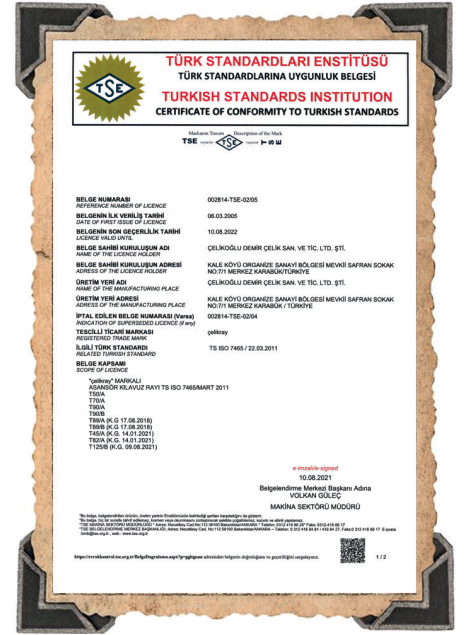 TÜRK STANDARDLARI ENSTİTÜSÜ
TÜRK STANDARDLARINA UYGUNLUK BELGESİ
TURKISH STANDARDS INSTITUTION
CERTIFICATE OF CONFORMITY TO TURKISH STANDARDS
TSE
Markanın Tanımı Description of the Mark
TSE veya/or TSE veya/or TSE
BELGE NUMARASI 002814-TSE-02/05
REFERENCE NUMBER OF LICENCE
BELGENİN İLK VERİLİŞ TARİHİ 06.03.2005
DATE OF FIRST ISSUE OF LICENCE
BELGENİN SON GEÇERLİLİK TARİHİ 10.08.2022
LICENCE VALID UNTIL
BELGE SAHİBİ KURULUŞUN ADI ÇELİKOĞLU DEMİR ÇELİK SAN. VE TİC. LTD. ŞTİ.
NAME OF THE LICENCE HOLDER
BELGE SAHİBİ KURULUŞUN ADRESİ KALE KÖYÜ ORGANİZE SANAYİ BÖLGESİ MEVKİİ SAFRAN SOKAK
ADRESS OF THE LICENCE HOLDER NO:7/1 MERKEZ KARABÜK/TÜRKİYE
ÜRETİM YERİ ADI ÇELİKOĞLU DEMİR ÇELİK SAN. VE TİC. LTD. ŞTİ.
NAME OF THE MANUFACTURING PLACE
ÜRETİM YERİ ADRESİ KALE KÖYÜ ORGANİZE SANAYİ BÖLGESİ MEVKİİ SAFRAN SOKAK
ADRESS OF THE MANUFACTURING PLACE NO:7/1 MERKEZ KARABÜK / TÜRKİYE
İPTAL EDİLEN BELGE NUMARASI (Varsa) 002814-TSE-02/04
INDICATION OF SUPERSEDED LICENCE (if any)
TESCİLLİ TİCARİ MARKASI çelikray
REGISTERED TRADE MARK
İLGİLİ TÜRK STANDARDI TS ISO 7465 / 22.03.2011
RELATED TURKISH STANDARD
BELGE KAPSAMI
SCOPE OF LICENCE
"çelikray" MARKALI
ASANSÖR KILAVUZ RAYI TS ISO 7465/MART 2011
T50/A
T70/A
T90/A
T90/B
T89/A (K.G 17.08.2018)
T89/B (K.G 17.08.2018)
T45/A (K.G. 14.01.2021)
T82/A (K.G. 14.01.2021)
T125/B (K.G. 09.08.2021)
e-imzalı/e-signed
10.08.2021
Belgelendirme Merkezi Başkanı Adına
VOLKAN GÜLEÇ
MAKİNA SEKTÖRÜ MÜDÜRÜ
1 / 2